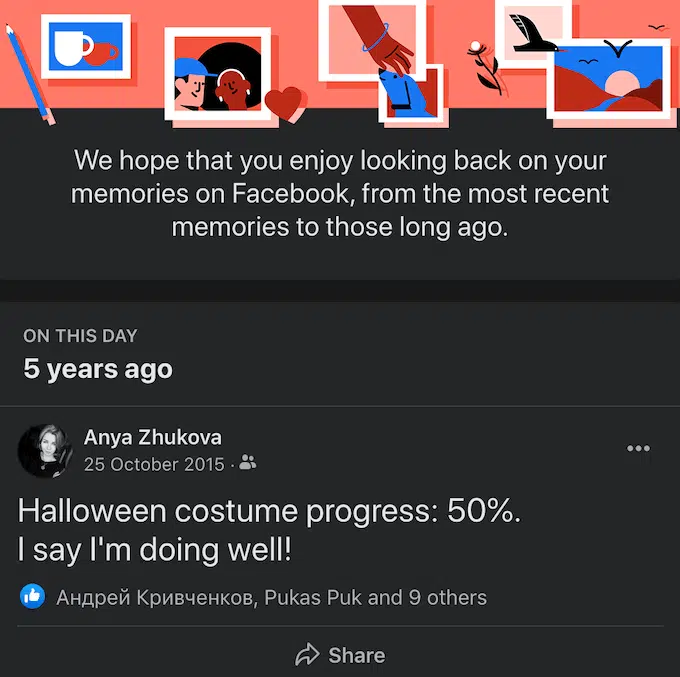 We hope that you enjoy looking back on your
memories on Facebook, from the most recent
memories to those long ago.
ON THIS DAY
5 years ago
Anya Zhukova
25 October 2015 ·
Halloween costume progress: 50%.
I say I'm doing well!
Андрей Кривченков, Pukas Puk and 9 others
Share